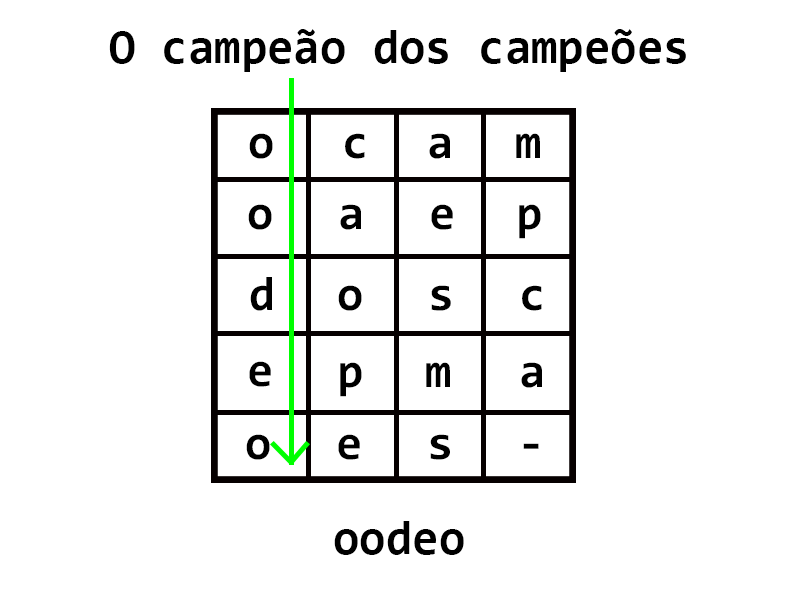 O campeão dos campeões
o c a m
o a e p
d o s c
e p m a
o e s -
oodeo